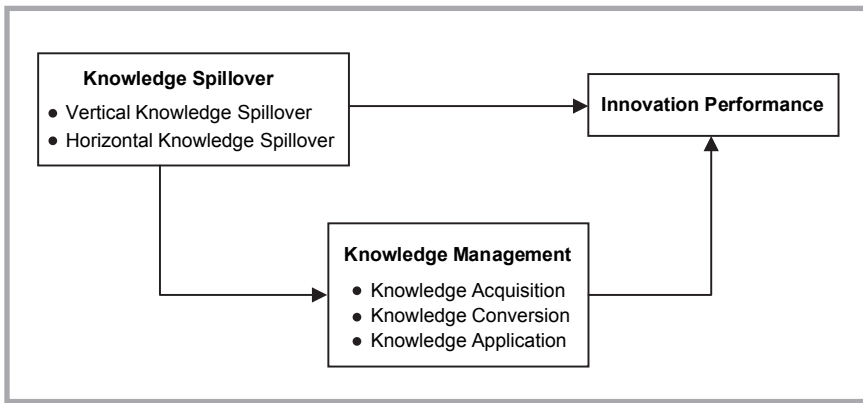 Knowledge Spillover
● Vertical Knowledge Spillover
● Horizontal Knowledge Spillover
Innovation Performance
Knowledge Management
● Knowledge Acquisition
● Knowledge Conversion
● Knowledge Application